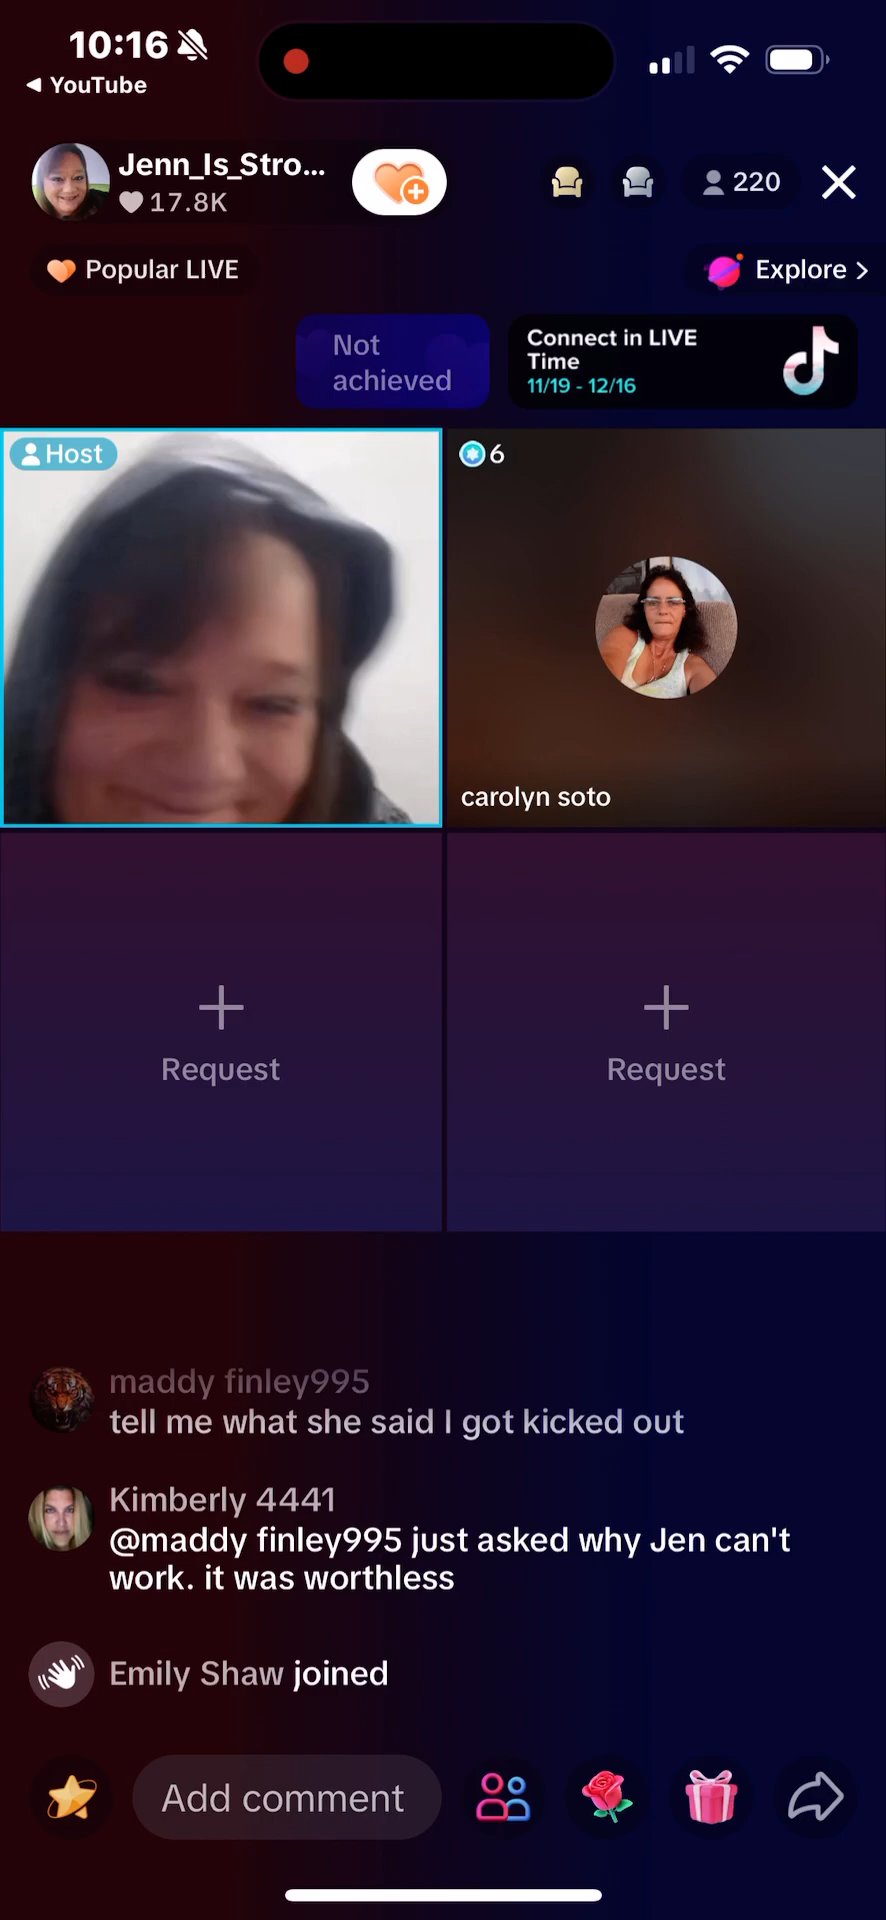 10:16
YouTube
Jenn_Is_Stro...
17.8K
220
Popular LIVE
Explore >
Not
achieved
Connect in LIVE
Time
11/19 - 12/16
Host
6
carolyn soto
Request
Request
maddy finley995
tell me what she said I got kicked out
Kimberly 4441
@maddy finley995 just asked why Jen can't
work. it was worthless
Emily Shaw joined
Add comment